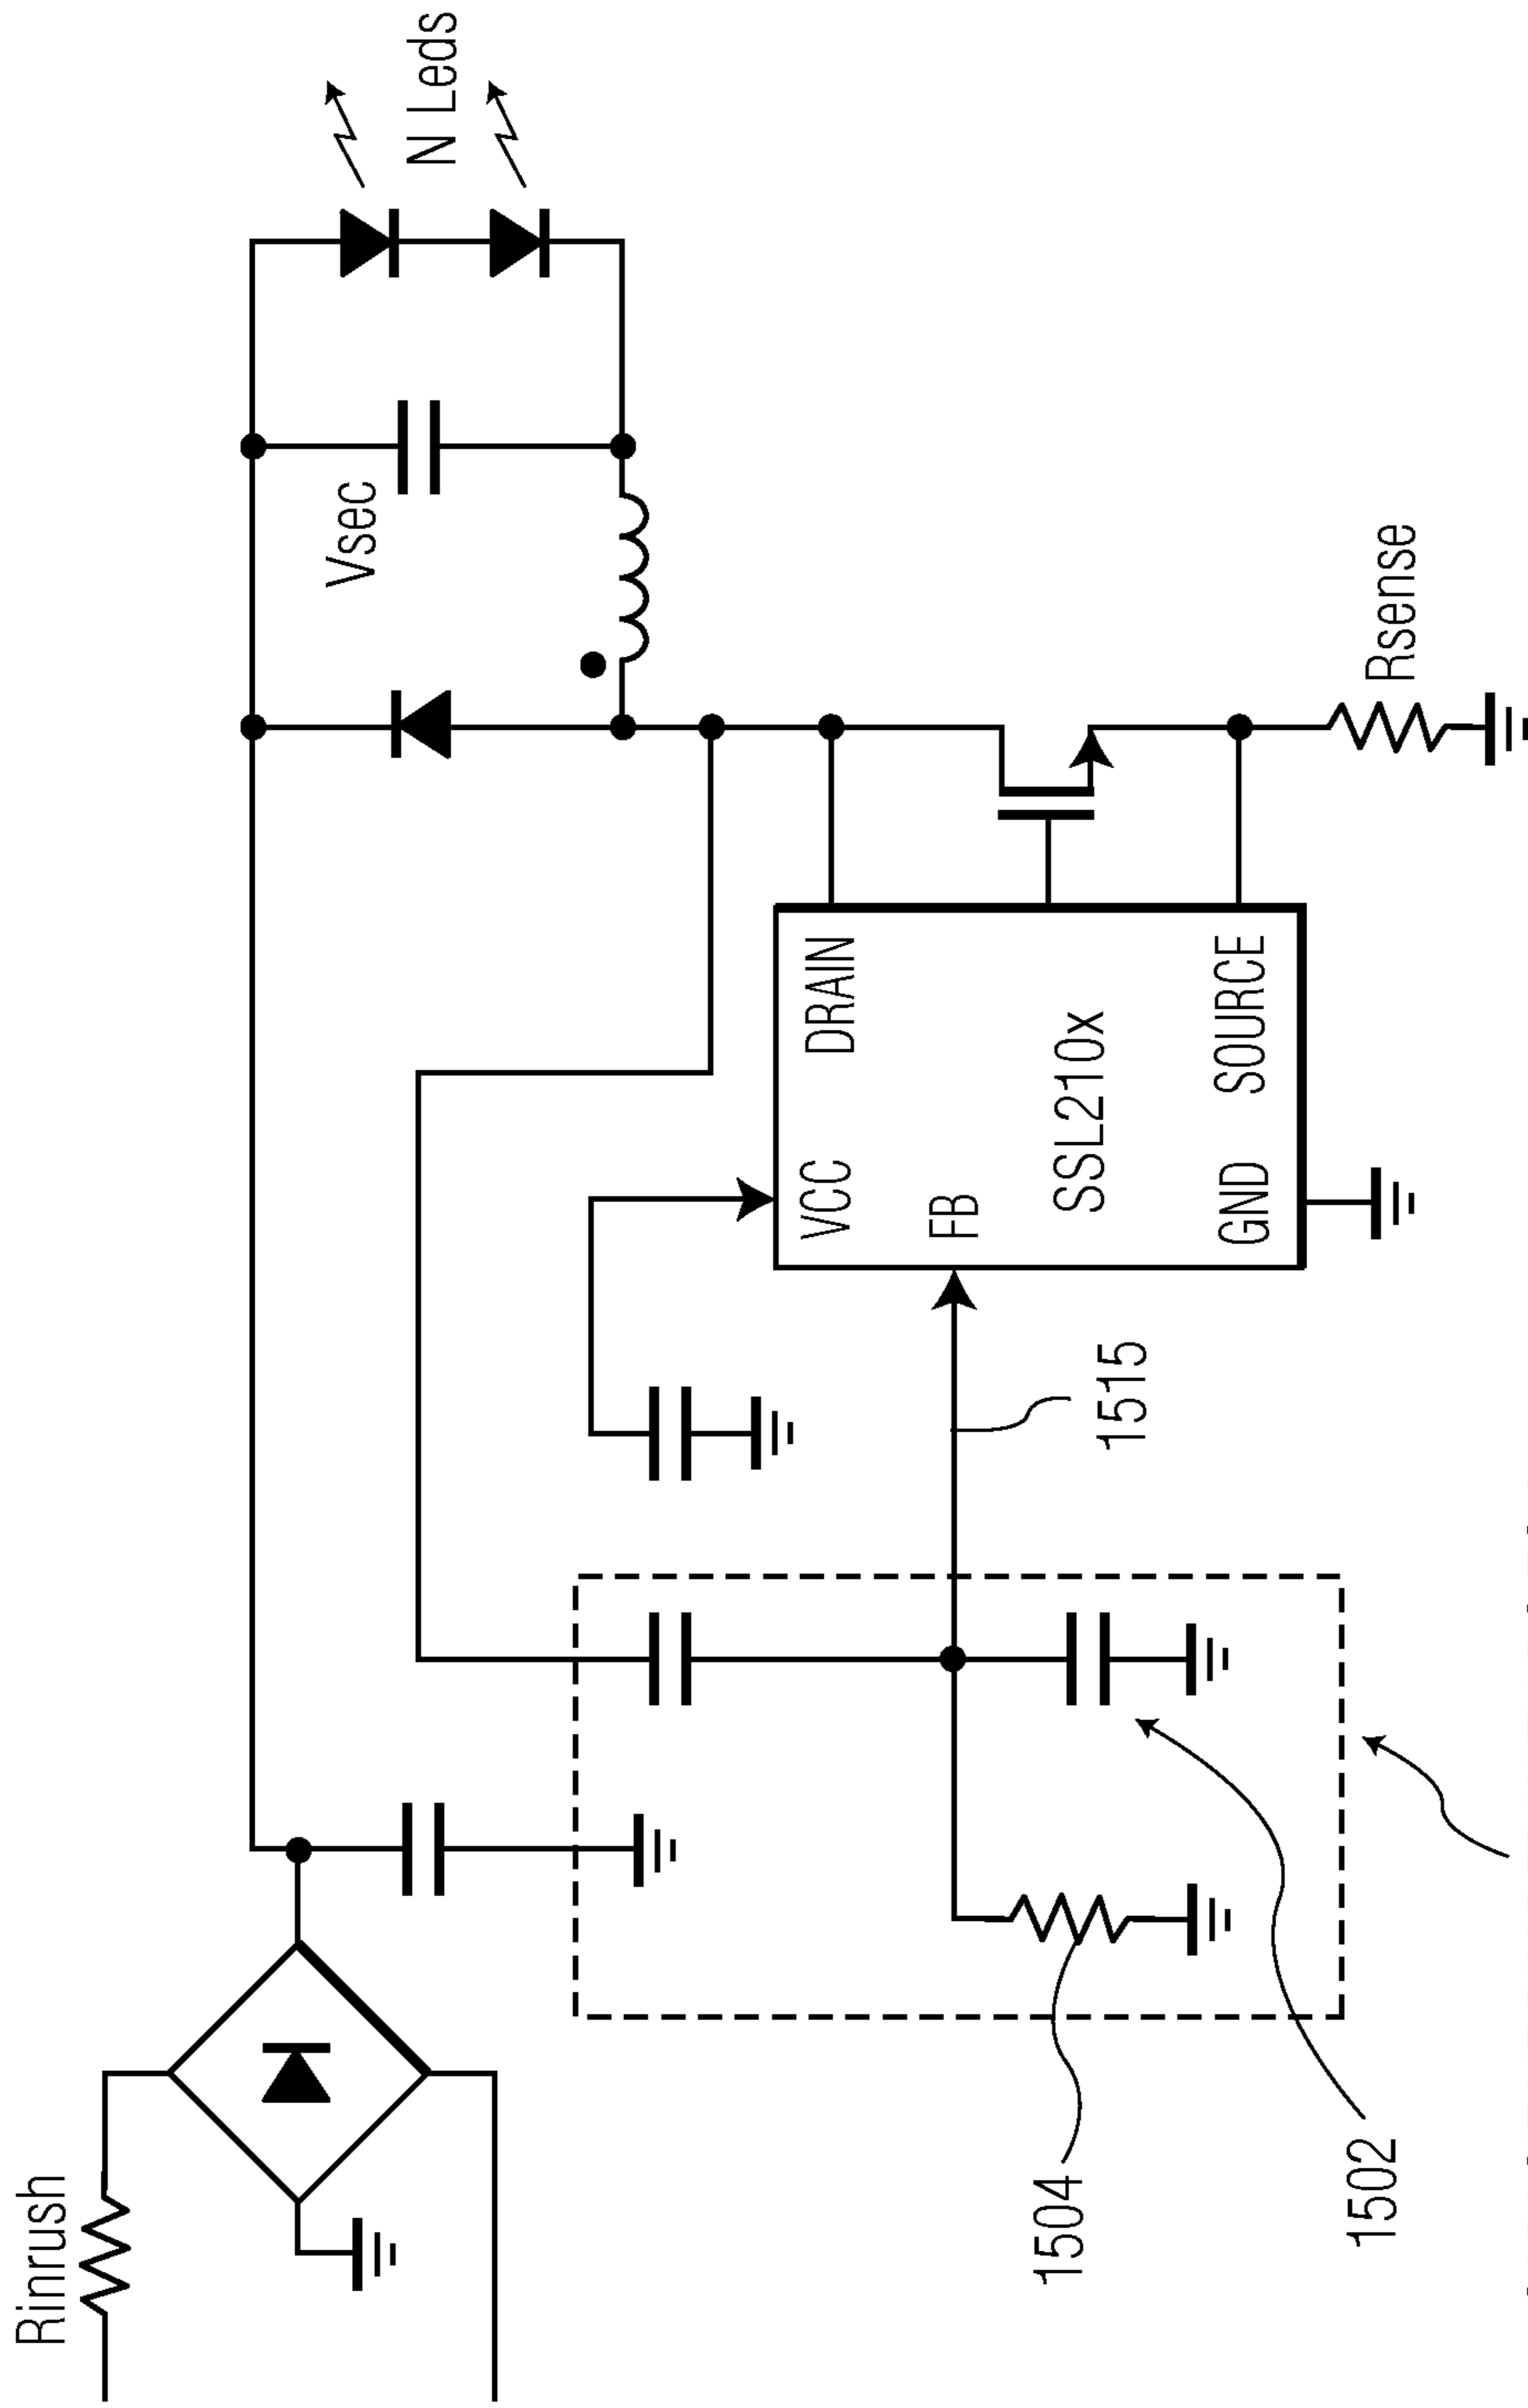 Rinrush
Vsec
N Leds
VCC
DRAIN
FB
SSL210x
GND
SOURCE
Rsense
1515
1504
1502